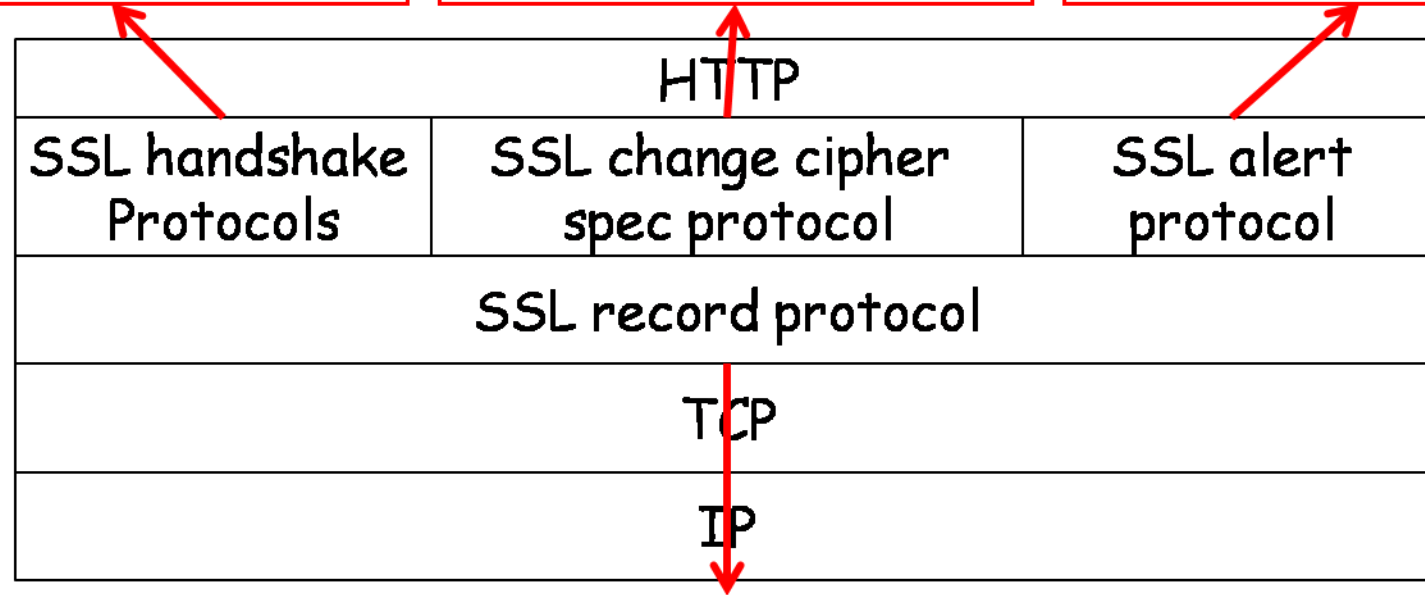 HTTP
SSL handshake
Protocols
SSL change cipher
spec protocol
SSL alert
protocol
SSL record protocol
TCP
IP